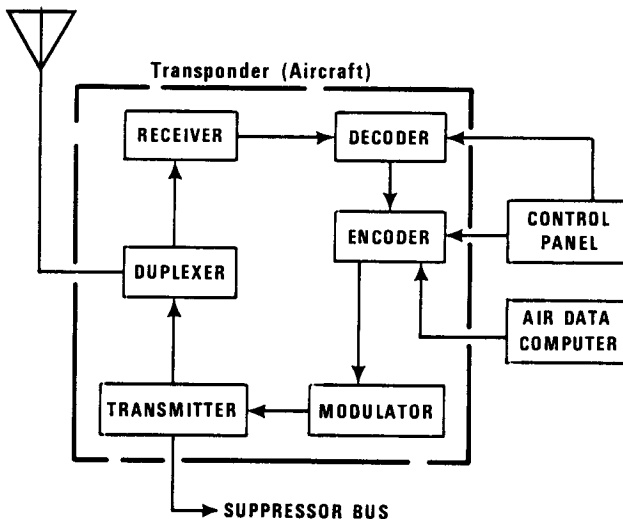 Transponder (Aircraft)
RECEIVER
DECODER
ENCODER
CONTROL
PANEL
DUPLEXER
AIR DATA
COMPUTER
TRANSMITTER
MODULATOR
SUPPRESSOR BUS